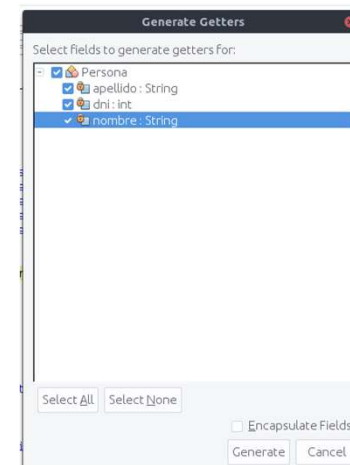 Generate Getters
Select fields to generate getters for:
Persona
apellido : String
dni : int
nombre : String
Select All Select None
Encapsulate Fields
Generate Cancel